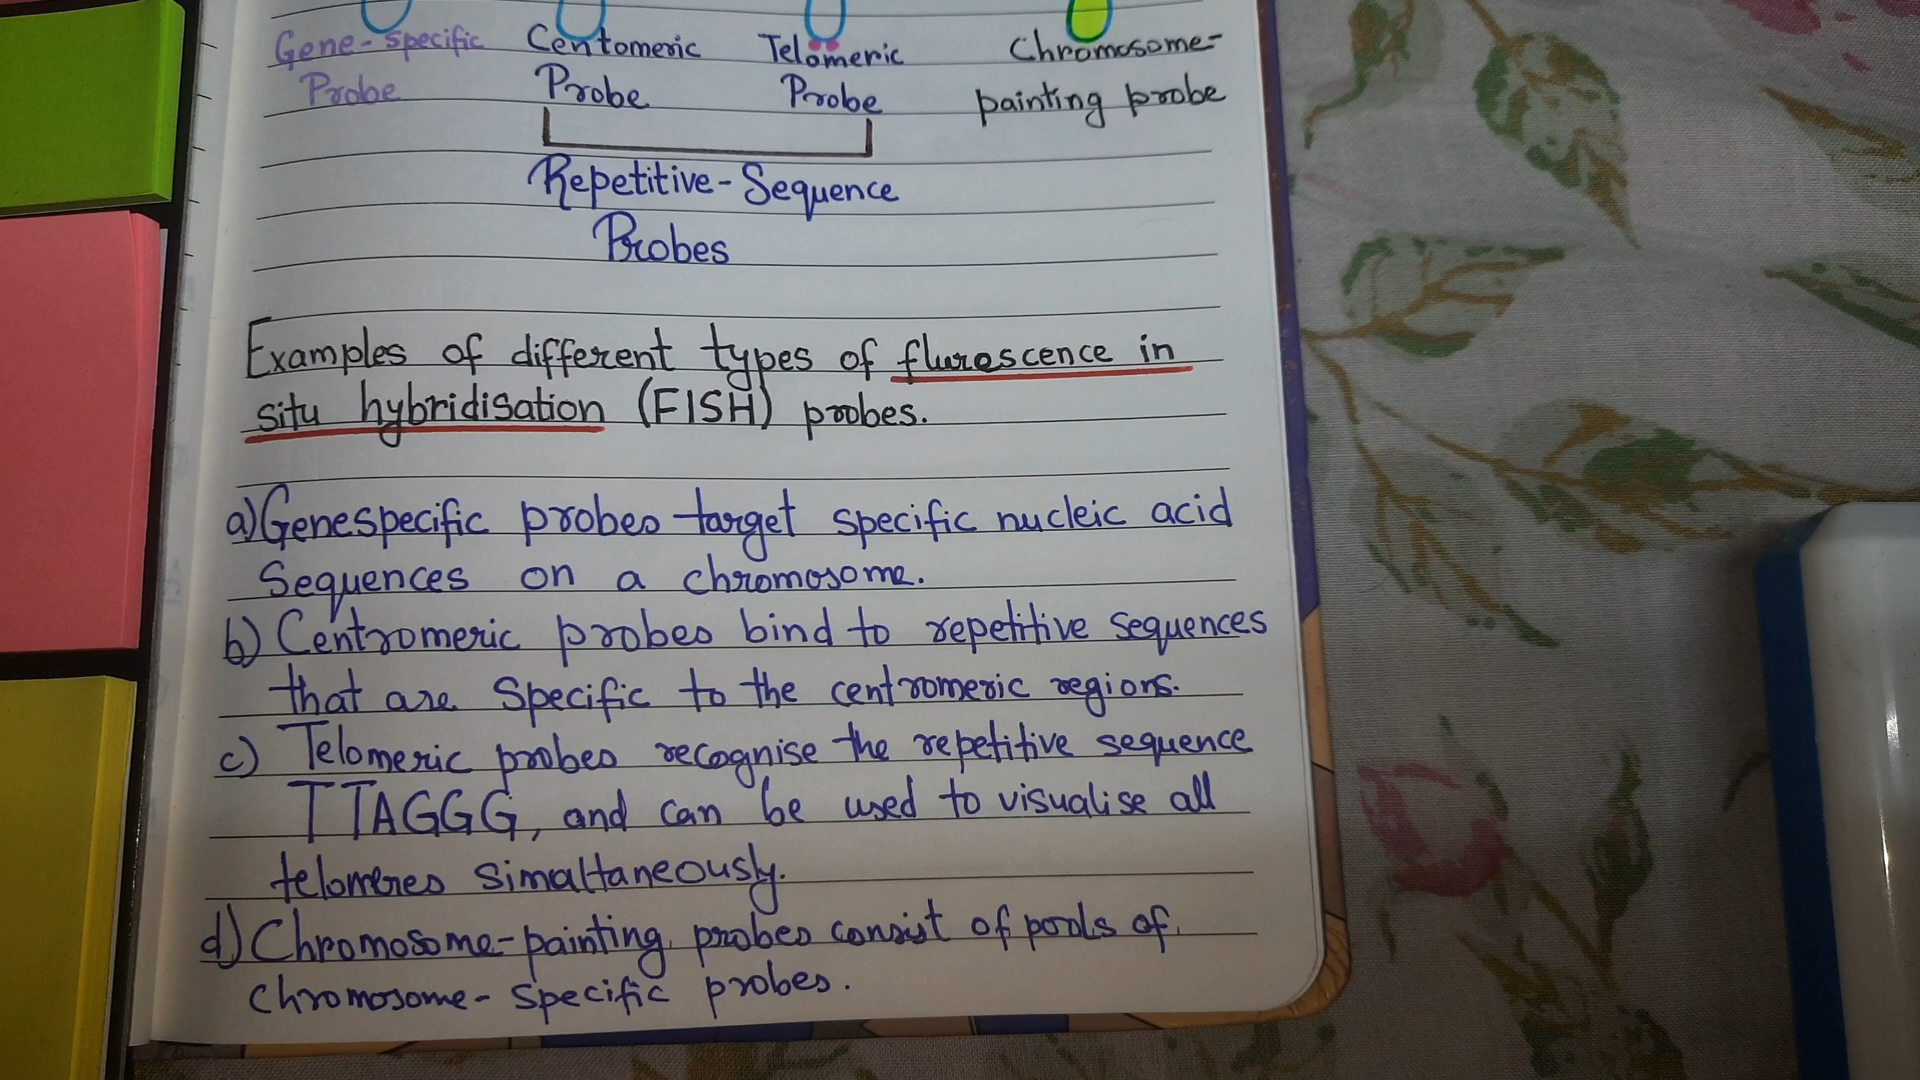 Gene-specific Centomeric Telomeric Chromosome-
Probe Probe Probe painting probe
Repetitive-Sequence
Probes
Examples of different types of flurescence in
situ hybridisation (FISH) probes.
a) Genespecific probes target specific nucleic acid
Sequences on a chromosome.
b) Centromeric probes bind to repetitive sequences
that are Specific to the centromeric regions.
c) Telomeric probes recognise the repetitive sequence
TTAGGG, and can be used to visualise all
telomeres simaltaneously.
d) Chromosome-painting probes consist of pools of
chromosome-specific probes.